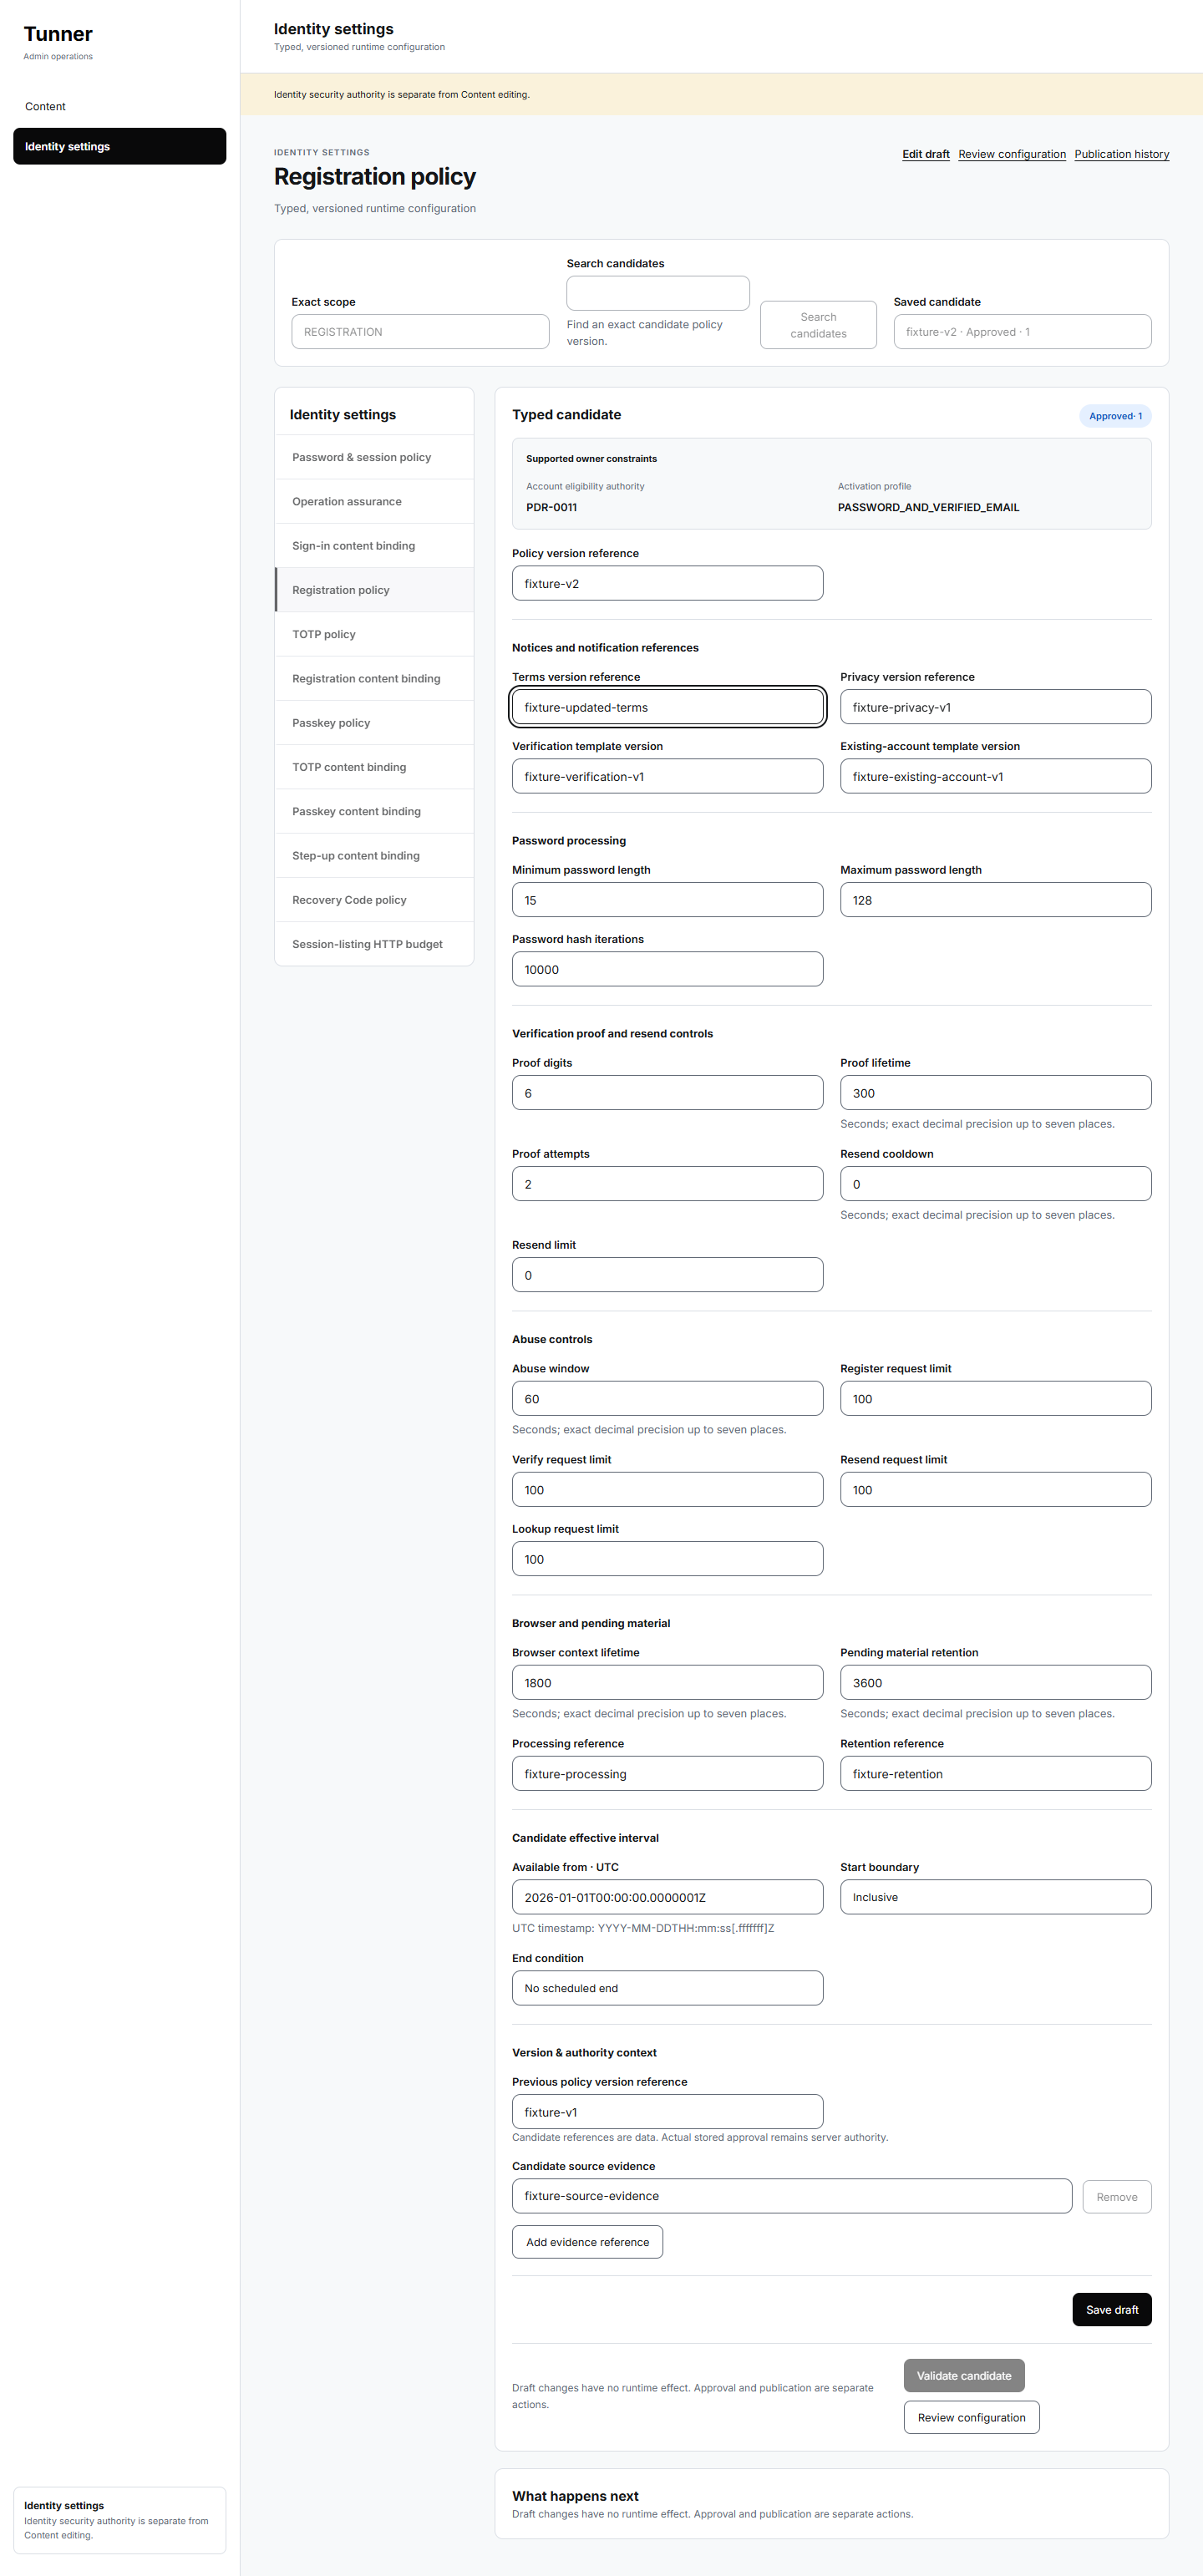 Tunner
Admin operations
Content
Identity settings
Identity settings
Typed, versioned runtime configuration
Identity security authority is separate from Content editing.
IDENTITY SETTINGS
Registration policy
Typed, versioned runtime configuration
Edit draft Review configuration Publication history
Exact scope
REGISTRATION
Search candidates
Find an exact candidate policy
version.
Search
candidates
Saved candidate
fixture-v2 · Approved · 1
Identity settings
Password & session policy
Operation assurance
Sign-in content binding
Registration policy
TOTP policy
Registration content binding
Passkey policy
TOTP content binding
Passkey content binding
Step-up content binding
Recovery Code policy
Session-listing HTTP budget
Typed candidate
Approved· 1
Supported owner constraints
Account eligibility authority
PDR-0011
Activation profile
PASSWORD_AND_VERIFIED_EMAIL
Policy version reference
fixture-v2
Notices and notification references
Terms version reference
fixture-updated-terms
Privacy version reference
fixture-privacy-v1
Verification template version
fixture-verification-v1
Existing-account template version
fixture-existing-account-v1
Password processing
Minimum password length
15
Maximum password length
128
Password hash iterations
10000
Verification proof and resend controls
Proof digits
6
Proof lifetime
300
Seconds; exact decimal precision up to seven places.
Proof attempts
2
Resend cooldown
0
Seconds; exact decimal precision up to seven places.
Resend limit
0
Abuse controls
Abuse window
60
Seconds; exact decimal precision up to seven places.
Register request limit
100
Verify request limit
100
Resend request limit
100
Lookup request limit
100
Browser and pending material
Browser context lifetime
1800
Seconds; exact decimal precision up to seven places.
Pending material retention
3600
Seconds; exact decimal precision up to seven places.
Processing reference
fixture-processing
Retention reference
fixture-retention
Candidate effective interval
Available from · UTC
2026-01-01T00:00:00.0000001Z
UTC timestamp: YYYY-MM-DDTHH:mm:ss[.fffffff]Z
Start boundary
Inclusive
End condition
No scheduled end
Version & authority context
Previous policy version reference
fixture-v1
Candidate references are data. Actual stored approval remains server authority.
Candidate source evidence
fixture-source-evidence
Remove
Add evidence reference
Save draft
Draft changes have no runtime effect. Approval and publication are separate
actions.
Validate candidate
Review configuration
What happens next
Draft changes have no runtime effect. Approval and publication are separate actions.
Identity settings
Identity security authority is separate from
Content editing.